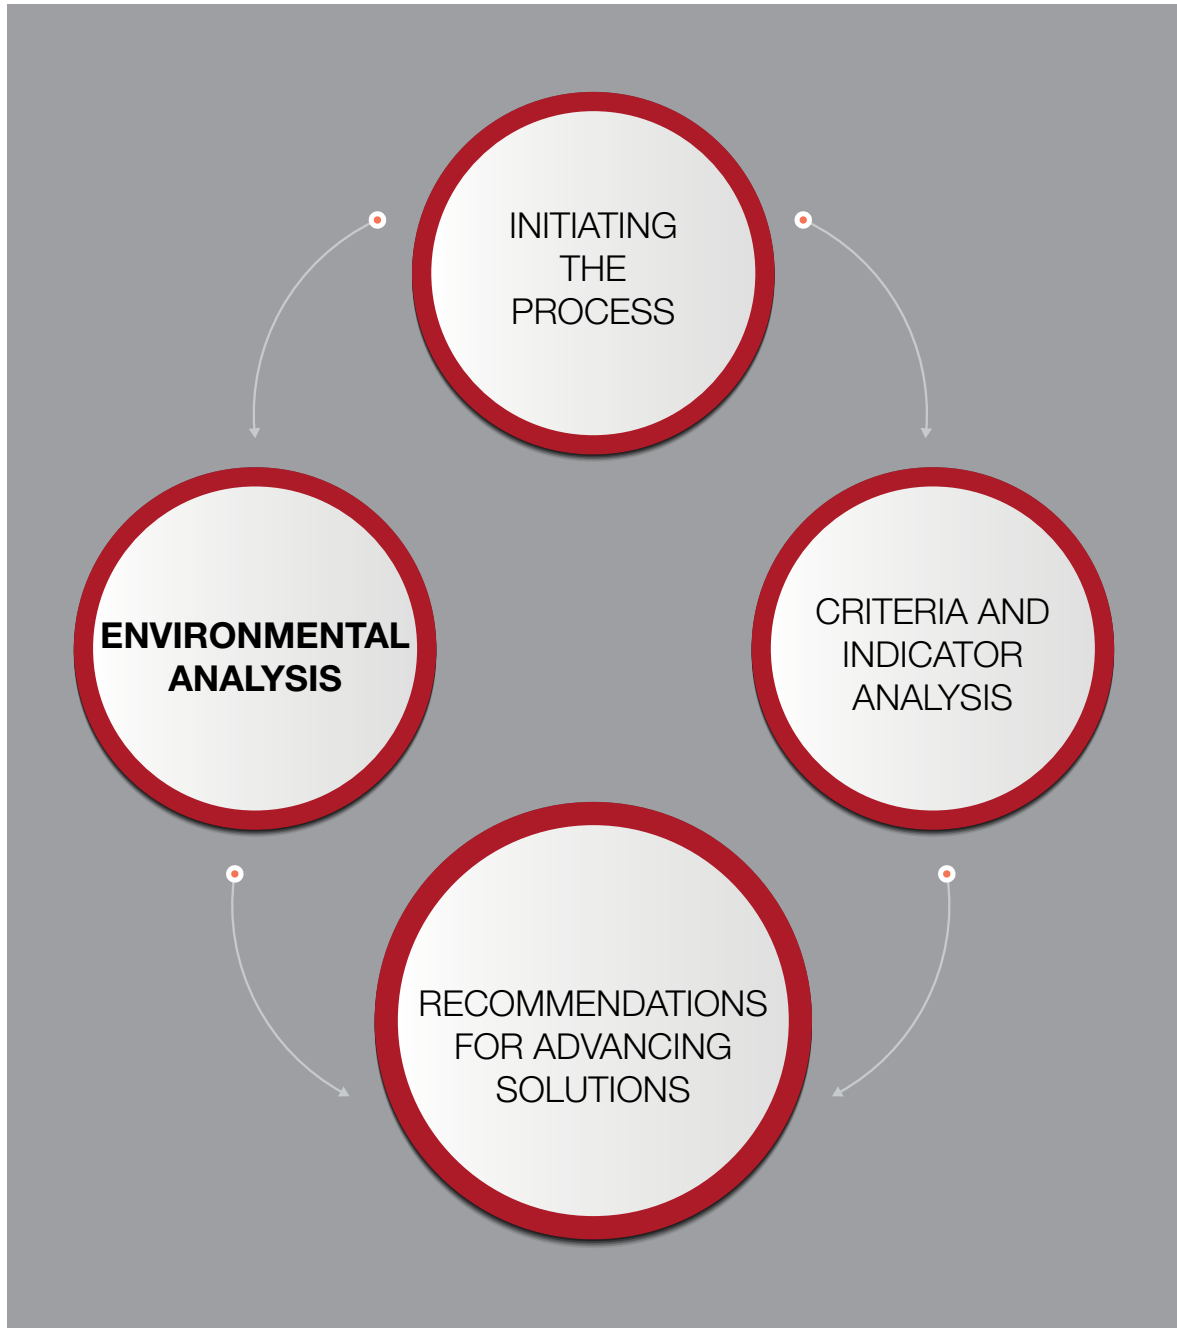 INITIATING
THE
PROCESS
ENVIRONMENTAL
ANALYSIS
CRITERIA AND
INDICATOR
ANALYSIS
RECOMMENDATIONS
FOR ADVANCING
SOLUTIONS